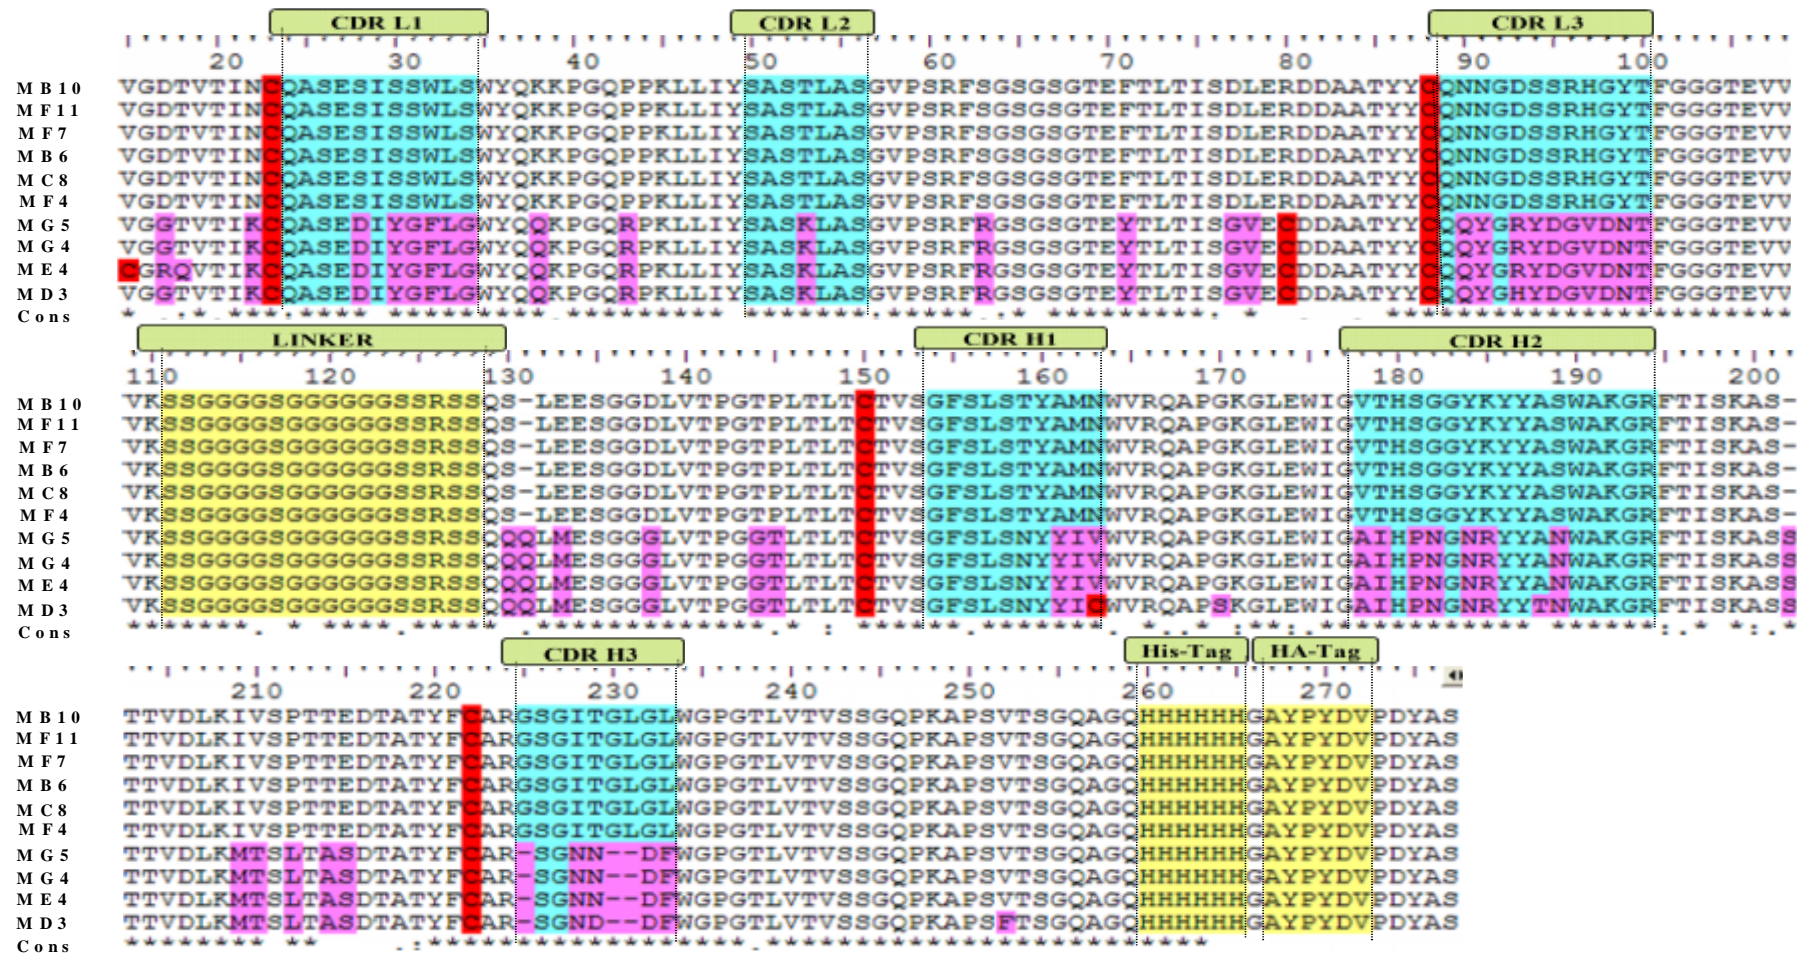 CDR L1 CDR L2 CDR L3
20 30 40 50 60 70 80 90 100
MB10 VGDTVTINCQASESISSWLSWYQKKPGQPPKLLIYSASTLASGVPSRFSGSGSGTEFTLTISDLERDDAATYYCQNNGDSSRHGYTFGGGTEVV
MF11 VGDTVTINCQASESISSWLSWYQKKPGQPPKLLIYSASTLASGVPSRFSGSGSGTEFTLTISDLERDDAATYYCQNNGDSSRHGYTFGGGTEVV
MF7 VGDTVTINCQASESISSWLSWYQKKPGQPPKLLIYSASTLASGVPSRFSGSGSGTEFTLTISDLERDDAATYYCQNNGDSSRHGYTFGGGTEVV
MB6 VGDTVTINCQASESISSWLSWYQKKPGQPPKLLIYSASTLASGVPSRFSGSGSGTEFTLTISDLERDDAATYYCQNNGDSSRHGYTFGGGTEVV
MC8 VGDTVTINCQASESISSWLSWYQKKPGQPPKLLIYSASTLASGVPSRFSGSGSGTEFTLTISDLERDDAATYYCQNNGDSSRHGYTFGGGTEVV
MF4 VGDTVTINCQASESISSWLSWYQKKPGQPPKLLIYSASTLASGVPSRFSGSGSGTEFTLTISDLERDDAATYYCQNNGDSSRHGYTFGGGTEVV
MG5 VGGTVTIKCQASEDIYGFLGWYQQKPGQRPKLLIYSASKLASGVPSRFRGSGSGTEYTLTISGVECDDAATYYCQQYGRYDGVDNTFGGGTEVV
MG4 VGGTVTIKCQASEDIYGFLGWYQQKPGQRPKLLIYSASKLASGVPSRFRGSGSGTEYTLTISGVECDDAATYYCQQYGRYDGVDNTFGGGTEVV
ME4 CGRQVTIKCQASEDIYGFLGWYQQKPGQRPKLLIYSASKLASGVPSRFRGSGSGTEYTLTISGVECDDAATYYCQQYGRYDGVDNTFGGGTEVV
MD3 VGGTVTIKCQASEDIYGFLGWYQQKPGQRPKLLIYSASKLASGVPSRFRGSGSGTEYTLTISGVECDDAATYYCQQYGHYDGVDNTFGGGTEVV
Cons
LINKER CDR H1 CDR H2
110 120 130 140 150 160 170 180 190 200
MB10 VKSSGGGGSGGGGGGSSRSSQS-LEESGGDLVTPGTPLTLTCTVSGFSLSTYAMNWVRQAPGKGLEWIGVTHSGGYKYYASWAKGRFTISKAS-
MF11 VKSSGGGGSGGGGGGSSRSSQS-LEESGGDLVTPGTPLTLTCTVSGFSLSTYAMNWVRQAPGKGLEWIGVTHSGGYKYYASWAKGRFTISKAS-
MF7 VKSSGGGGSGGGGGGSSRSSQS-LEESGGDLVTPGTPLTLTCTVSGFSLSTYAMNWVRQAPGKGLEWIGVTHSGGYKYYASWAKGRFTISKAS-
MB6 VKSSGGGGSGGGGGGSSRSSQS-LEESGGDLVTPGTPLTLTCTVSGFSLSTYAMNWVRQAPGKGLEWIGVTHSGGYKYYASWAKGRFTISKAS-
MC8 VKSSGGGGSGGGGGGSSRSSQS-LEESGGDLVTPGTPLTLTCTVSGFSLSTYAMNWVRQAPGKGLEWIGVTHSGGYKYYASWAKGRFTISKAS-
MF4 VKSSGGGGSGGGGGGSSRSSQS-LEESGGDLVTPGTPLTLTCTVSGFSLSTYAMNWVRQAPGKGLEWIGVTHSGGYKYYASWAKGRFTISKAS-
MG5 VKSSGGGGSGGGGGGSSRSSQQQLMESGGGLVTPGGTLTLTCTVSGFSLSNYYIVWVRQAPGKGLEWIGAIHPNGNRYYANWAKGRFTISKASS
MG4 VKSSGGGGSGGGGGGSSRSSQQQLMESGGGLVTPGGTLTLTCTVSGFSLSNYYIVWVRQAPGKGLEWIGAIHPNGNRYYANWAKGRFTISKASS
ME4 VKSSGGGGSGGGGGGSSRSSQQQLMESGGGLVTPGGTLTLTCTVSGFSLSNYYIVWVRQAPGKGLEWIGAIHPNGNRYYANWAKGRFTISKASS
MD3 VKSSGGGGSGGGGGGSSRSSQQQLMESGGGLVTPGGTLTLTCTVSGFSLSNYYICWVRQAPSKGLEWIGAIHPNGNRYYTNWAKGRFTISKASS
Cons
CDR H3 His-Tag HA-Tag
210 220 230 240 250 260 270
MB10 TTVDLKIVSPTTEDTATYFCARGSGITGLGLWGPGTLVTVSSGQPKAPSVTSGQAGQHHHHHHGAYPYDVPDYAS
MF11 TTVDLKIVSPTTEDTATYFCARGSGITGLGLWGPGTLVTVSSGQPKAPSVTSGQAGQHHHHHHGAYPYDVPDYAS
MF7 TTVDLKIVSPTTEDTATYFCARGSGITGLGLWGPGTLVTVSSGQPKAPSVTSGQAGQHHHHHHGAYPYDVPDYAS
MB6 TTVDLKIVSPTTEDTATYFCARGSGITGLGLWGPGTLVTVSSGQPKAPSVTSGQAGQHHHHHHGAYPYDVPDYAS
MC8 TTVDLKIVSPTTEDTATYFCARGSGITGLGLWGPGTLVTVSSGQPKAPSVTSGQAGQHHHHHHGAYPYDVPDYAS
MF4 TTVDLKIVSPTTEDTATYFCARGSGITGLGLWGPGTLVTVSSGQPKAPSVTSGQAGQHHHHHHGAYPYDVPDYAS
MG5 TTVDLKMTSLTASDTATYFCAR-SGNN--DFWGPGTLVTVSSGQPKAPSVTSGQAGQHHHHHHGAYPYDVPDYAS
MG4 TTVDLKMTSLTASDTATYFCAR-SGNN--DFWGPGTLVTVSSGQPKAPSVTSGQAGQHHHHHHGAYPYDVPDYAS
ME4 TTVDLKMTSLTASDTATYFCAR-SGNN--DFWGPGTLVTVSSGQPKAPSVTSGQAGQHHHHHHGAYPYDVPDYAS
MD3 TTVDLKMTSLTASDTATYFCAR-SGND--DFWGPGTLVTVSSGQPKAPSFTSGQAGQHHHHHHGAYPYDVPDYAS
Cons